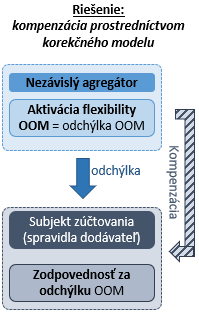 Riešenie:
kompenzácia prostredníctvom
korekčného modelu
Nezávislý agregátor
Aktivácia flexibility
OOM = odchýlka OOM
odchýlka
Kompenzácia
Subjekt zúčtovania
(spravidla dodávateľ)
Zodpovednosť za
odchýlku OOM